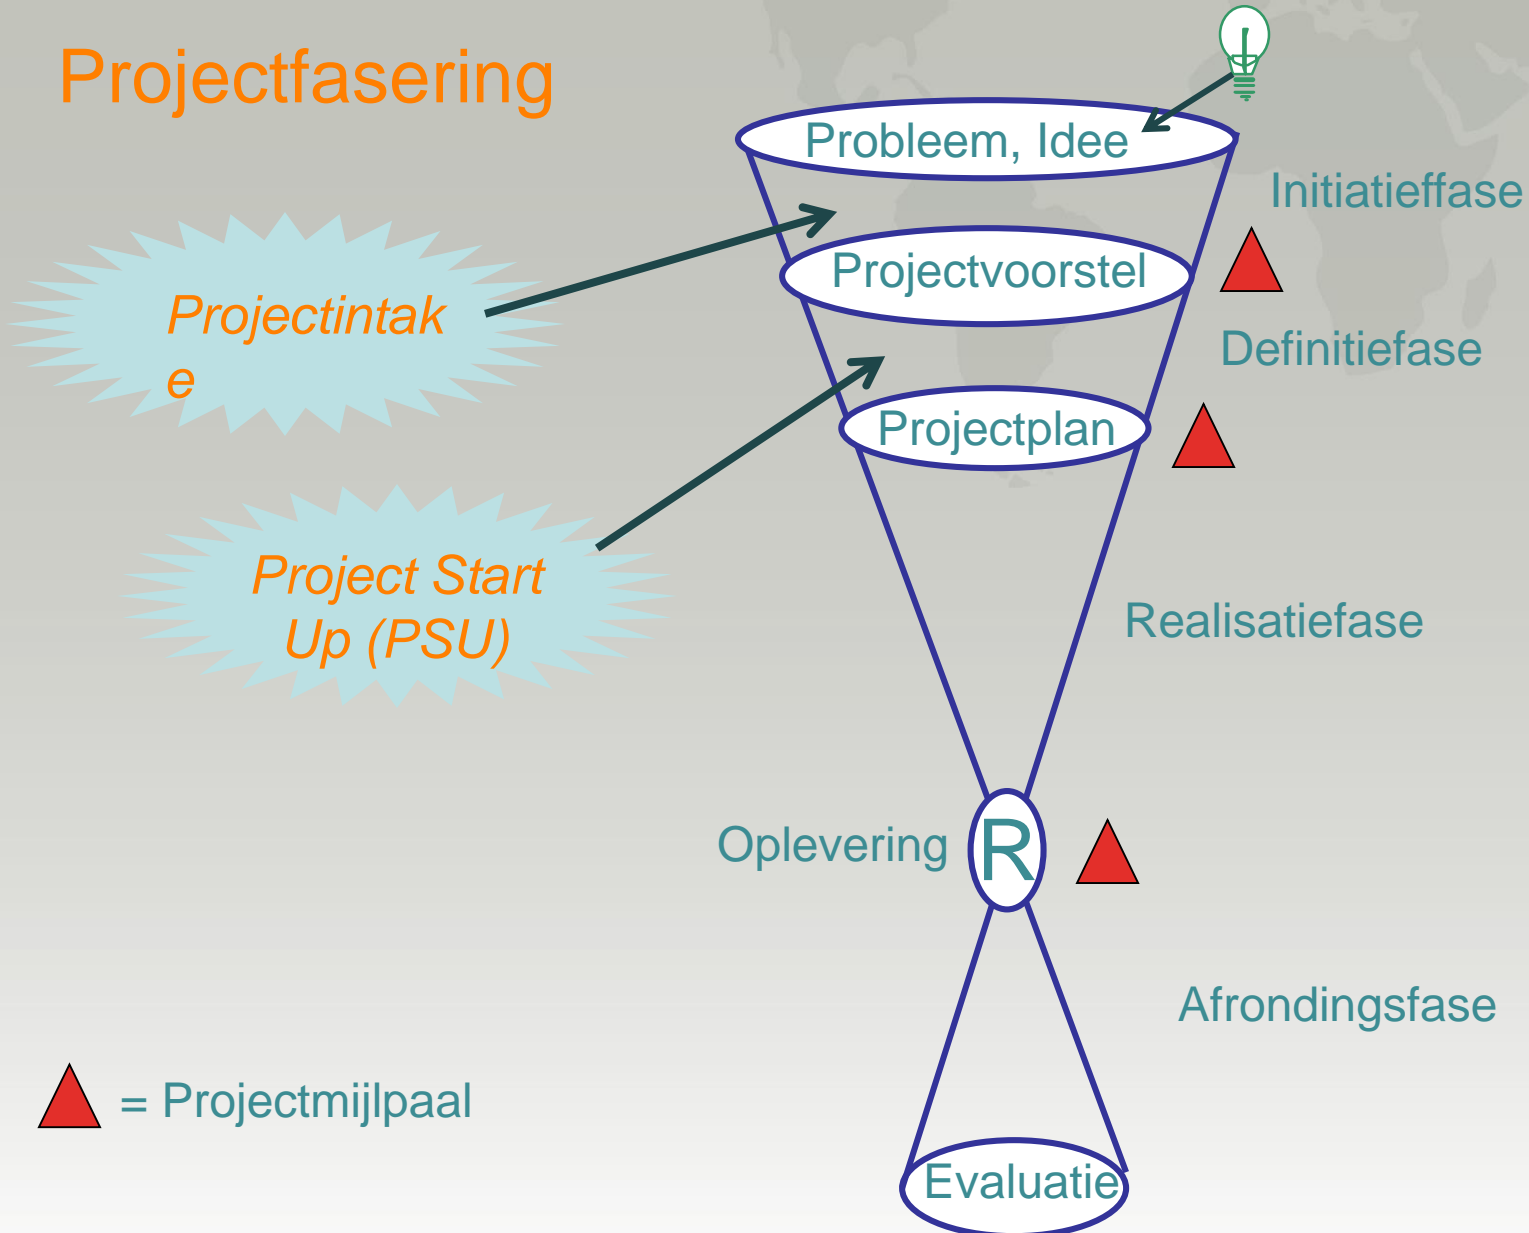 Projectfasering
Probleem, Idee
Initiatieffase
Projectintak
e
Projectvoorstel
Definitiefase
Projectplan
Project Start
Up (PSU)
Realisatiefase
Oplevering
R
Afrondingsfase
= Projectmijlpaal
Evaluatie